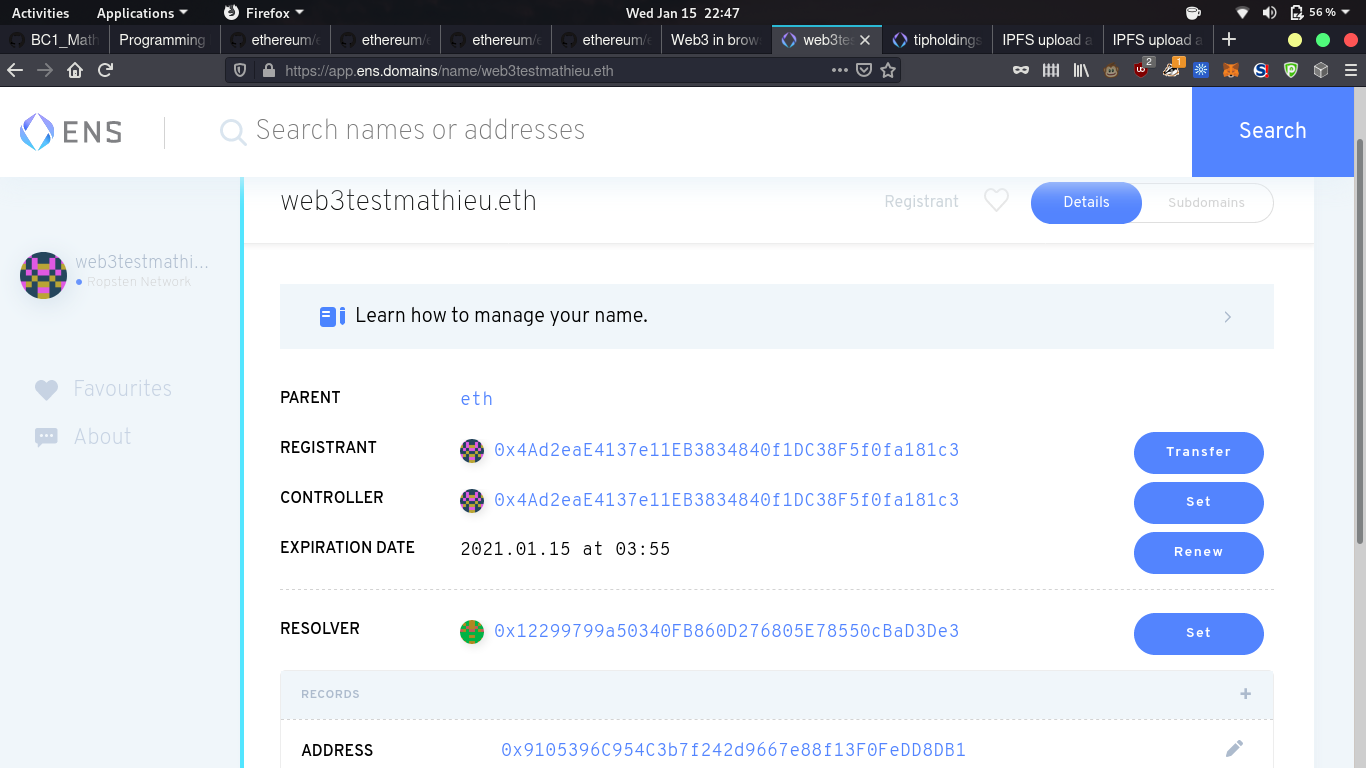 Activities Applications Firefox Wed Jan 15 22:47 56 %
BC1_Math Programming ethereum/e ethereum/e ethereum/e ethereum/e Web3 in brow web3te tipholdings IPFS upload a IPFS upload a
https://app.ens.domains/name/web3testmathieu.eth 2 1
ENS Search names or addresses Search
web3testmathieu.eth Registrant Details Subdomains
web3testmathi...
Ropsten Network
Learn how to manage your name.
Favourites
About
PARENT eth
REGISTRANT 0x4Ad2eaE4137e11EB3834840f1DC38F5f0fa181c3 Transfer
CONTROLLER 0x4Ad2eaE4137e11EB3834840f1DC38F5f0fa181c3 Set
EXPIRATION DATE 2021.01.15 at 03:55 Renew
RESOLVER 0x12299799a50340FB860D276805E78550cBaD3De3 Set
RECORDS +
ADDRESS 0x9105396C954C3b7f242d9667e88f13F0FeDD8DB1